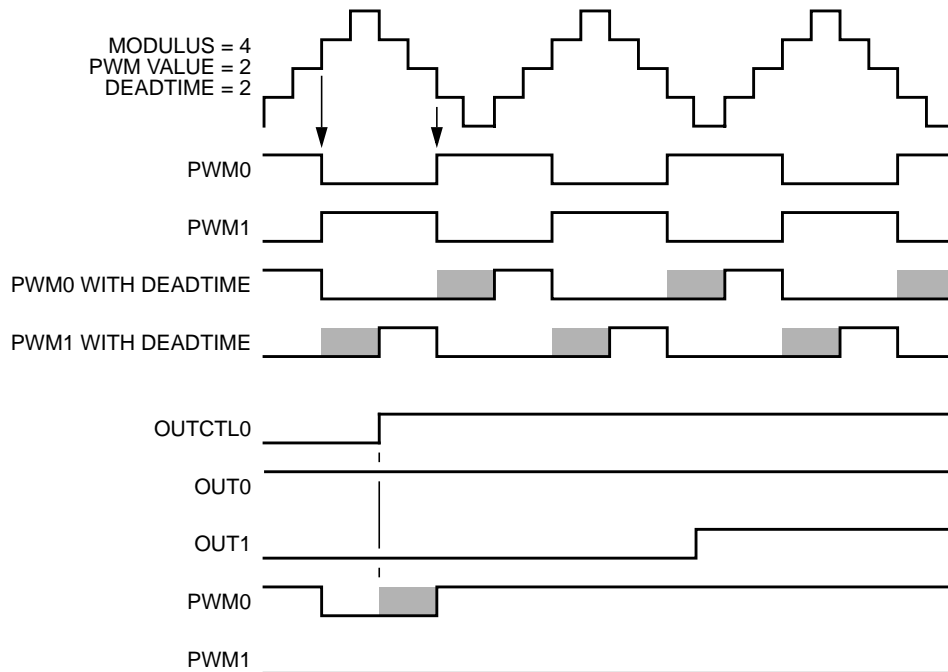 MODULUS = 4
PWM VALUE = 2
DEADTIME = 2
PWM0
PWM1
PWM0 WITH DEADTIME
PWM1 WITH DEADTIME
OUTCTL0
OUT0
OUT1
PWM0
PWM1